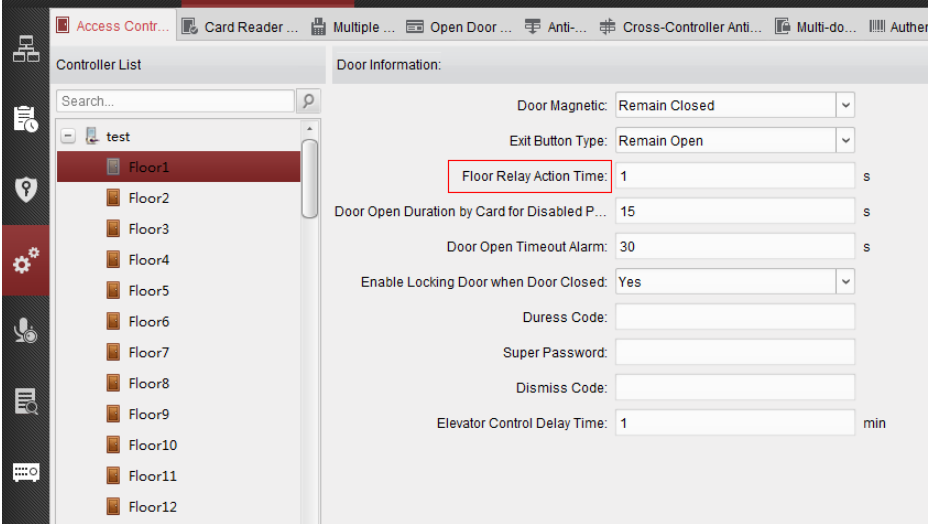 Access Contr... Card Reader ... Multiple ... Open Door ... Anti-... Cross-Controller Anti... Multi-do... Auther
Controller List
Door Information:
Search...
test
Floor1
Floor2
Floor3
Floor4
Floor5
Floor6
Floor7
Floor8
Floor9
Floor10
Floor11
Floor12
Door Magnetic: Remain Closed
Exit Button Type: Remain Open
Floor Relay Action Time: 1 s
Door Open Duration by Card for Disabled P... 15 s
Door Open Timeout Alarm: 30 s
Enable Locking Door when Door Closed: Yes
Duress Code:
Super Password:
Dismiss Code:
Elevator Control Delay Time: 1 min